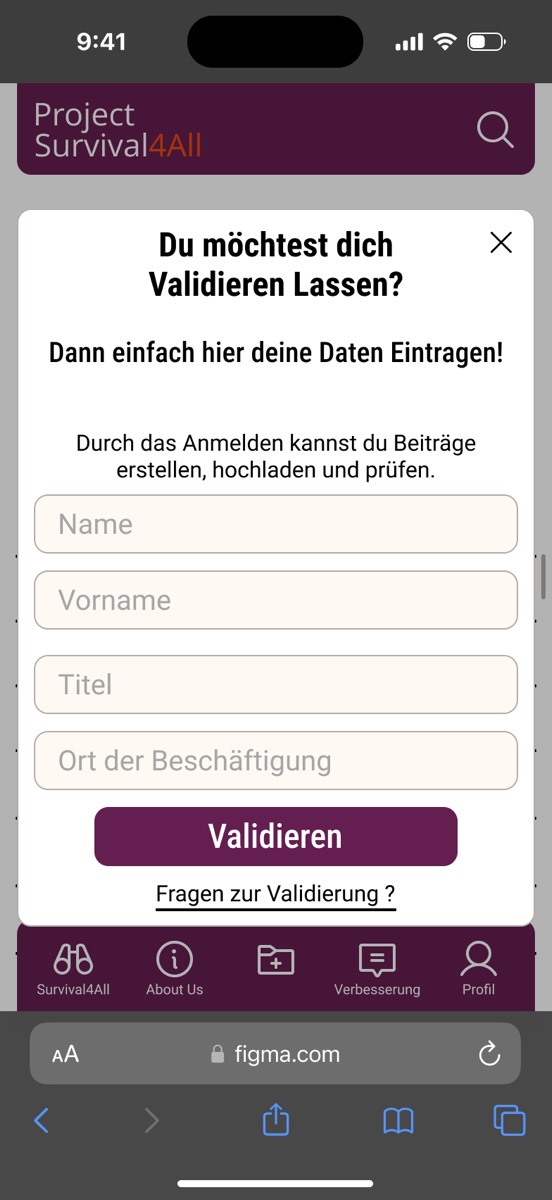 9:41
Project
Survival4All
Du möchtest dich
Validieren Lassen?
Dann einfach hier deine Daten Eintragen!
Durch das Anmelden kannst du Beiträge
erstellen, hochladen und prüfen.
Name
Vorname
Titel
Ort der Beschäftigung
Validieren
Fragen zur Validierung ?
Survival4All
About Us
Verbesserung
Profil
AA
figma.com